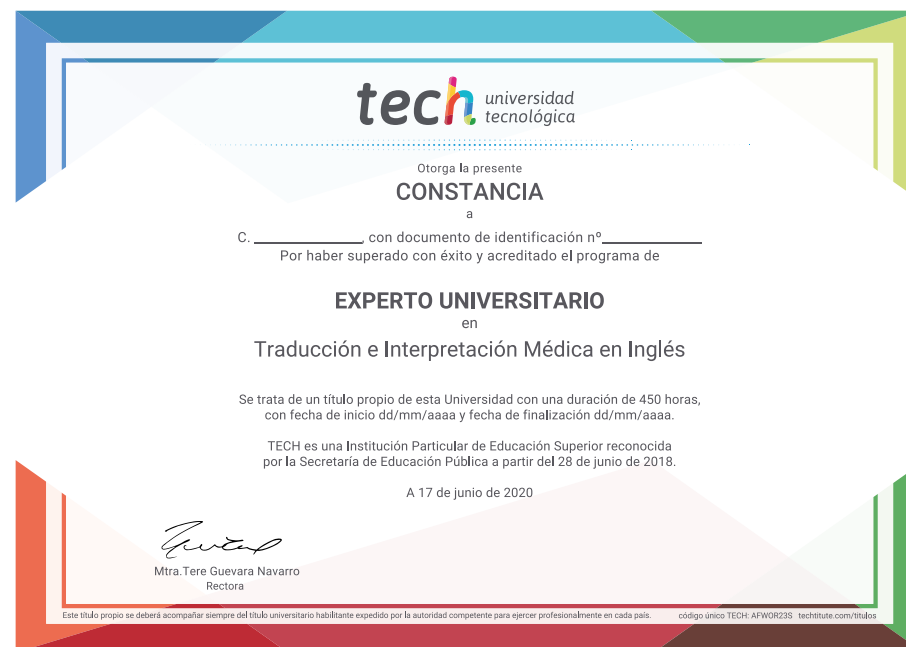 tech universidad
tecnológica
Otorga la presente
CONSTANCIA
a
C. ____________, con documento de identificación nº___________
Por haber superado con éxito y acreditado el programa de
EXPERTO UNIVERSITARIO
en
Traducción e Interpretación Médica en Inglés
Se trata de un título propio de esta Universidad con una duración de 450 horas,
con fecha de inicio dd/mm/aaaa y fecha de finalización dd/mm/aaaa.
TECH es una Institución Particular de Educación Superior reconocida
por la Secretaría de Educación Pública a partir del 28 de junio de 2018.
A 17 de junio de 2020
Mtra.Tere Guevara Navarro
Rectora
Este título propio se deberá acompañar siempre del título universitario habilitante expedido por la autoridad competente para ejercer profesionalmente en cada país. código único TECH: AFWOR23S techtitute.com/titulos